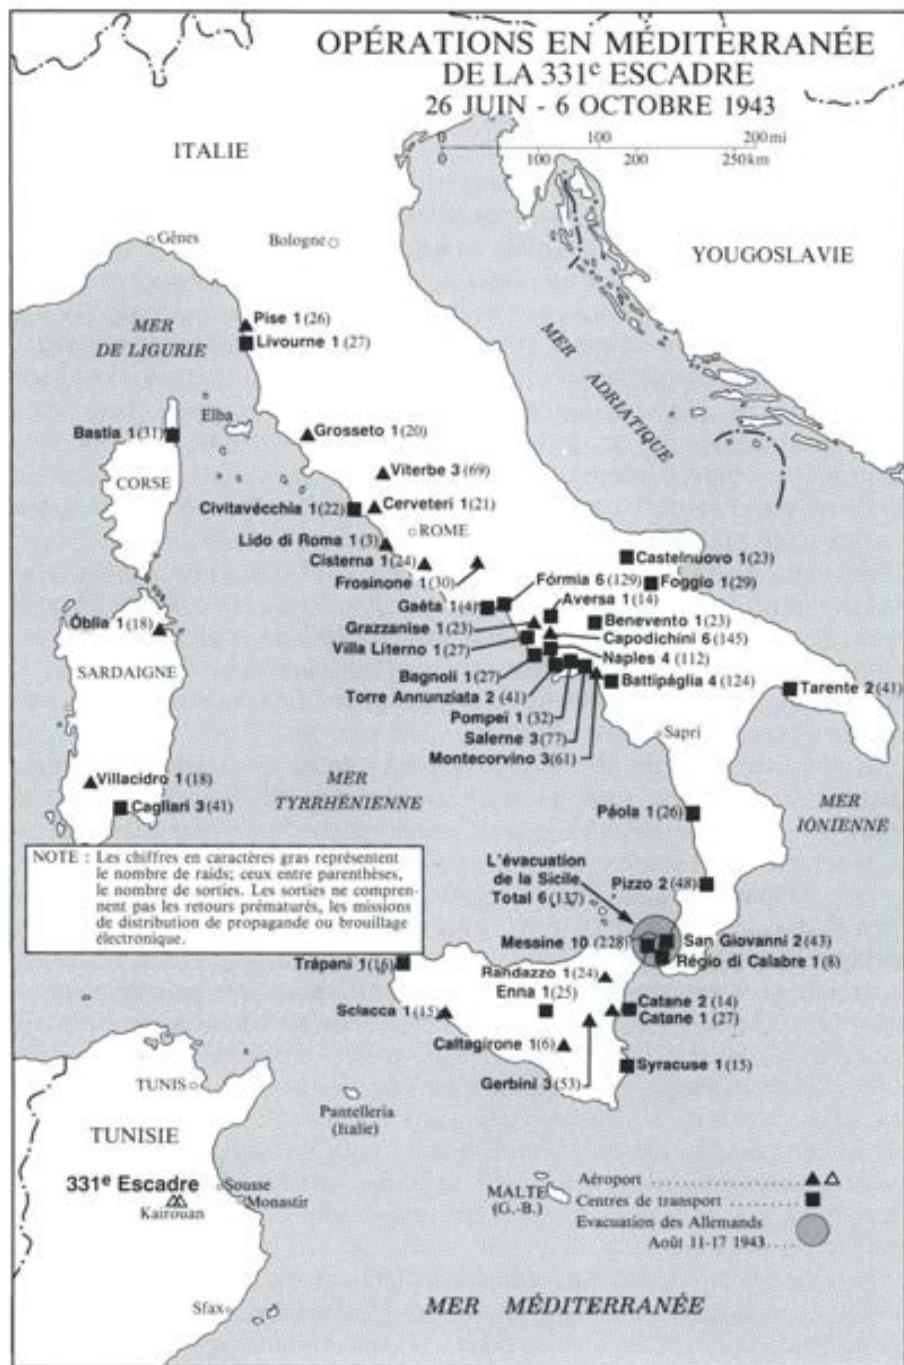 OPÉRATIONS EN MÉDITERRANÉE
DE LA 331e ESCADRE
26 JUIN - 6 OCTOBRE 1943
0 100 200 mi
0 100 200 250 km
ITALIE
Gênes
Bologne
YOUGOSLAVIE
MER
DE LIGURIE
Pise 1 (26)
Livourne 1 (27)
MER
ADRIATIQUE
Elba
Bastia 1 (31)
Grosseto 1 (20)
CORSE
Viterbe 3 (69)
Civitavécchia 1 (22)
Cerveteri 1 (21)
ROME
Lido di Roma 1 (3)
Cisterna 1 (24)
Frosinone 1 (30)
Castelnuovo 1 (23)
Fórmia 6 (129)
Foggio 1 (29)
Aversa 1 (14)
Gaéta 1 (4)
Óblia 1 (18)
Grazzanise 1 (23)
Benevento 1 (23)
Capodichini 6 (145)
Villa Literno 1 (27)
Naples 4 (112)
SARDAIGNE
Bagnoli 1 (27)
Battipáglia 4 (124)
Torre Annunziata 2 (41)
Tarente 2 (41)
Pompeï 1 (32)
Salerne 3 (77)
Sapri
Montecorvino 3 (61)
Villacidro 1 (18)
Cagliari 3 (41)
MER
TYRRHÉNIENNE
MER
IONIENNE
Páola 1 (26)
NOTE : Les chiffres en caractères gras représentent
le nombre de raids; ceux entre parenthèses,
le nombre de sorties. Les sorties ne compren-
nent pas les retours prématurés, les missions
de distribution de propagande ou brouillage
électronique.
L'évacuation
de la Sicile
Total 6 (137)
Pizzo 2 (48)
Messine 10 (228)
San Giovanni 2 (43)
Régio di Calabre 1 (8)
Trápani 1 (16)
Randazzo 1 (24)
Enna 1 (25)
Sciacca 1 (15)
Catane 2 (14)
Catane 1 (27)
Caltagirone 1 (6)
Gerbini 3 (53)
Syracuse 1 (15)
TUNIS
Pantelleria
(Italie)
TUNISIE
331e Escadre
Kairouan
Sousse
Monastir
MALTE
(G.-B.)
Aéroport
Centres de transport
Evacuation des Allemands
Août 11-17 1943
Sfax
MER MÉDITERRANÉE